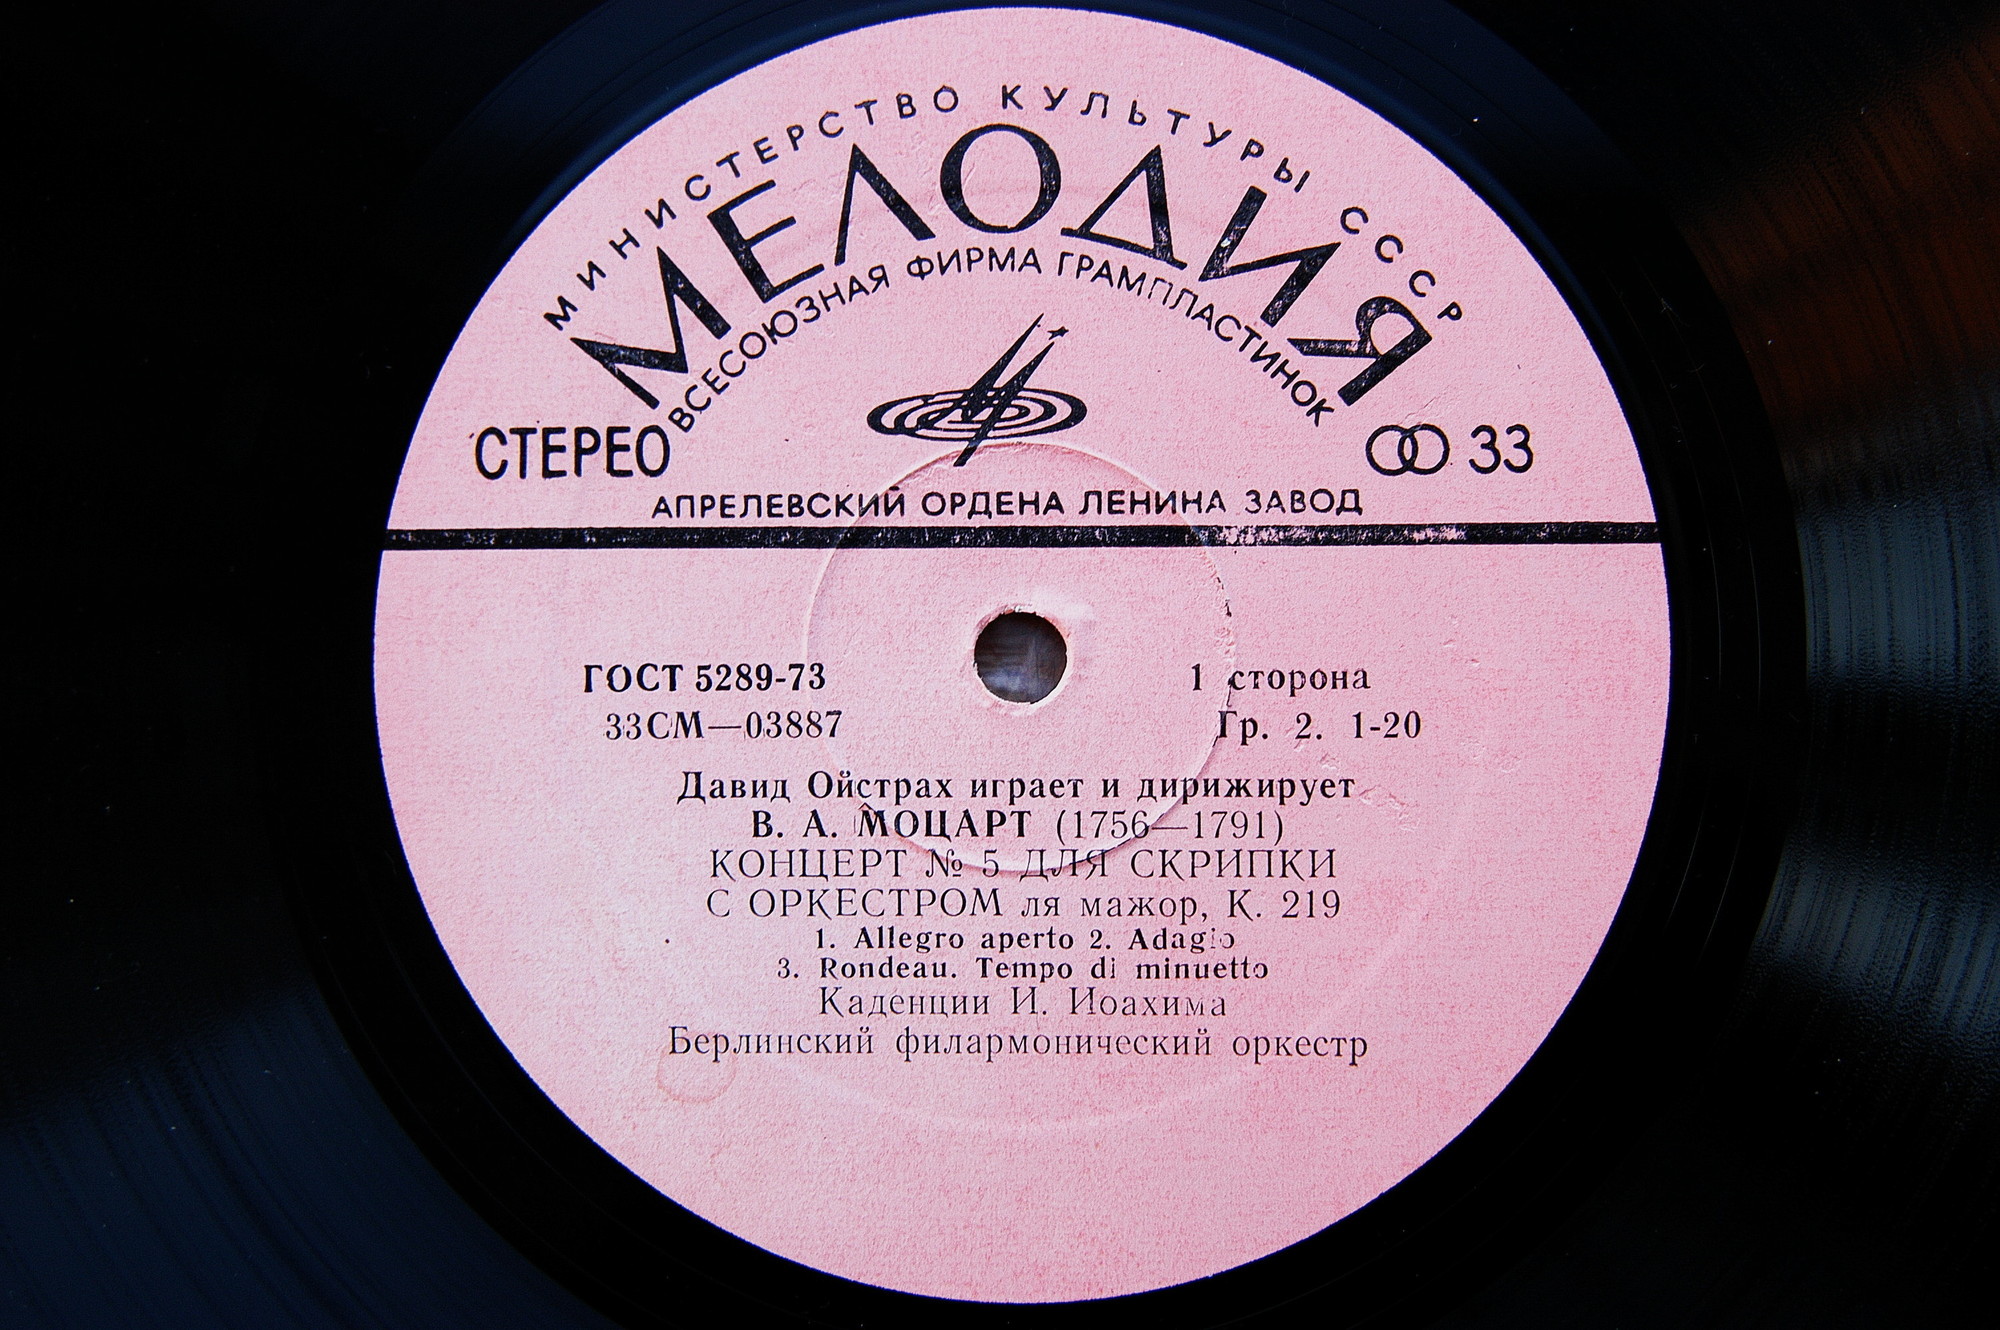 МИНИСТЕРСТВО КУЛЬТУРЫ СССР
МЕЛОДИЯ
ВСЕСОЮЗНАЯ ФИРМА ГРАМПЛАСТИНОК
СТЕРЕО
33
АПРЕЛЕВСКИЙ ОРДЕНА ЛЕНИНА ЗАВОД
ГОСТ 5289-73
1 сторона
33СМ—03887
Гр. 2. 1-20
Давид Ойстрах играет и дирижирует
В. А. МОЦАРТ (1756—1791)
КОНЦЕРТ № 5 ДЛЯ СКРИПКИ
С ОРКЕСТРОМ ля мажор, К. 219
1. Allegro aperto 2. Adagio
3. Rondeau. Tempo di minuetto
Каденции И. Иоахима
Берлинский филармонический оркестр